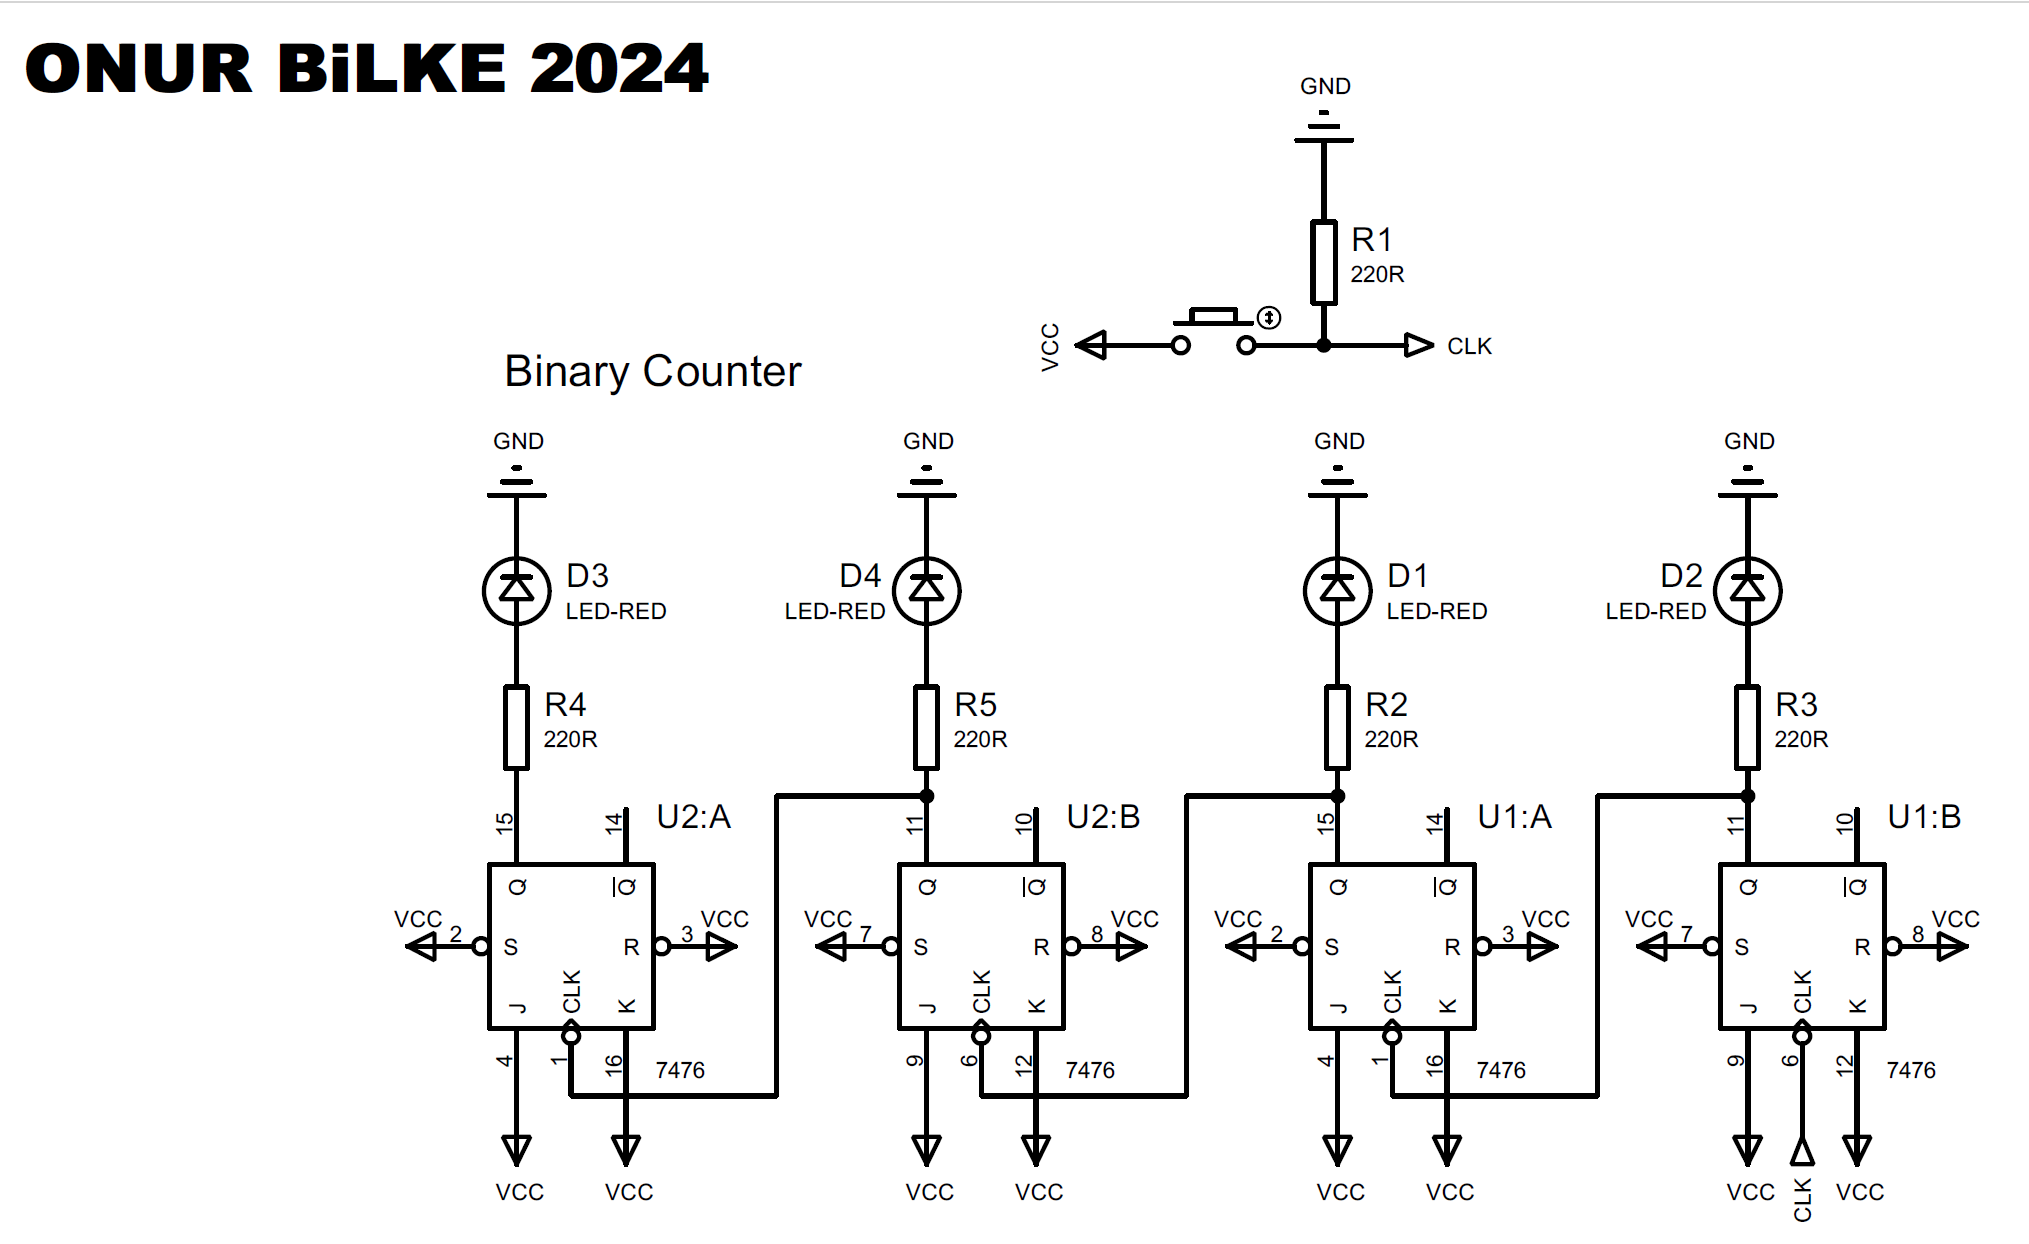 ONUR BiLKE 2024
GND
R1
220R
VCC
CLK
Binary Counter
GND GND GND GND
D3 D4 D1 D2
LED-RED LED-RED LED-RED LED-RED
R4 R5 R2 R3
220R 220R 220R 220R
15 14 U2:A 11 10 U2:B 15 14 U1:A 11 10 U1:B
Q Q Q Q Q Q Q Q
VCC 2 S R 3 VCC VCC 7 S R 8 VCC VCC 2 S R 3 VCC VCC 7 S R 8 VCC
J CLK K J CLK K J CLK K J CLK K
4 1 16 7476 9 6 12 7476 4 1 16 7476 9 6 12 7476
VCC VCC VCC VCC VCC VCC VCC CLK VCC